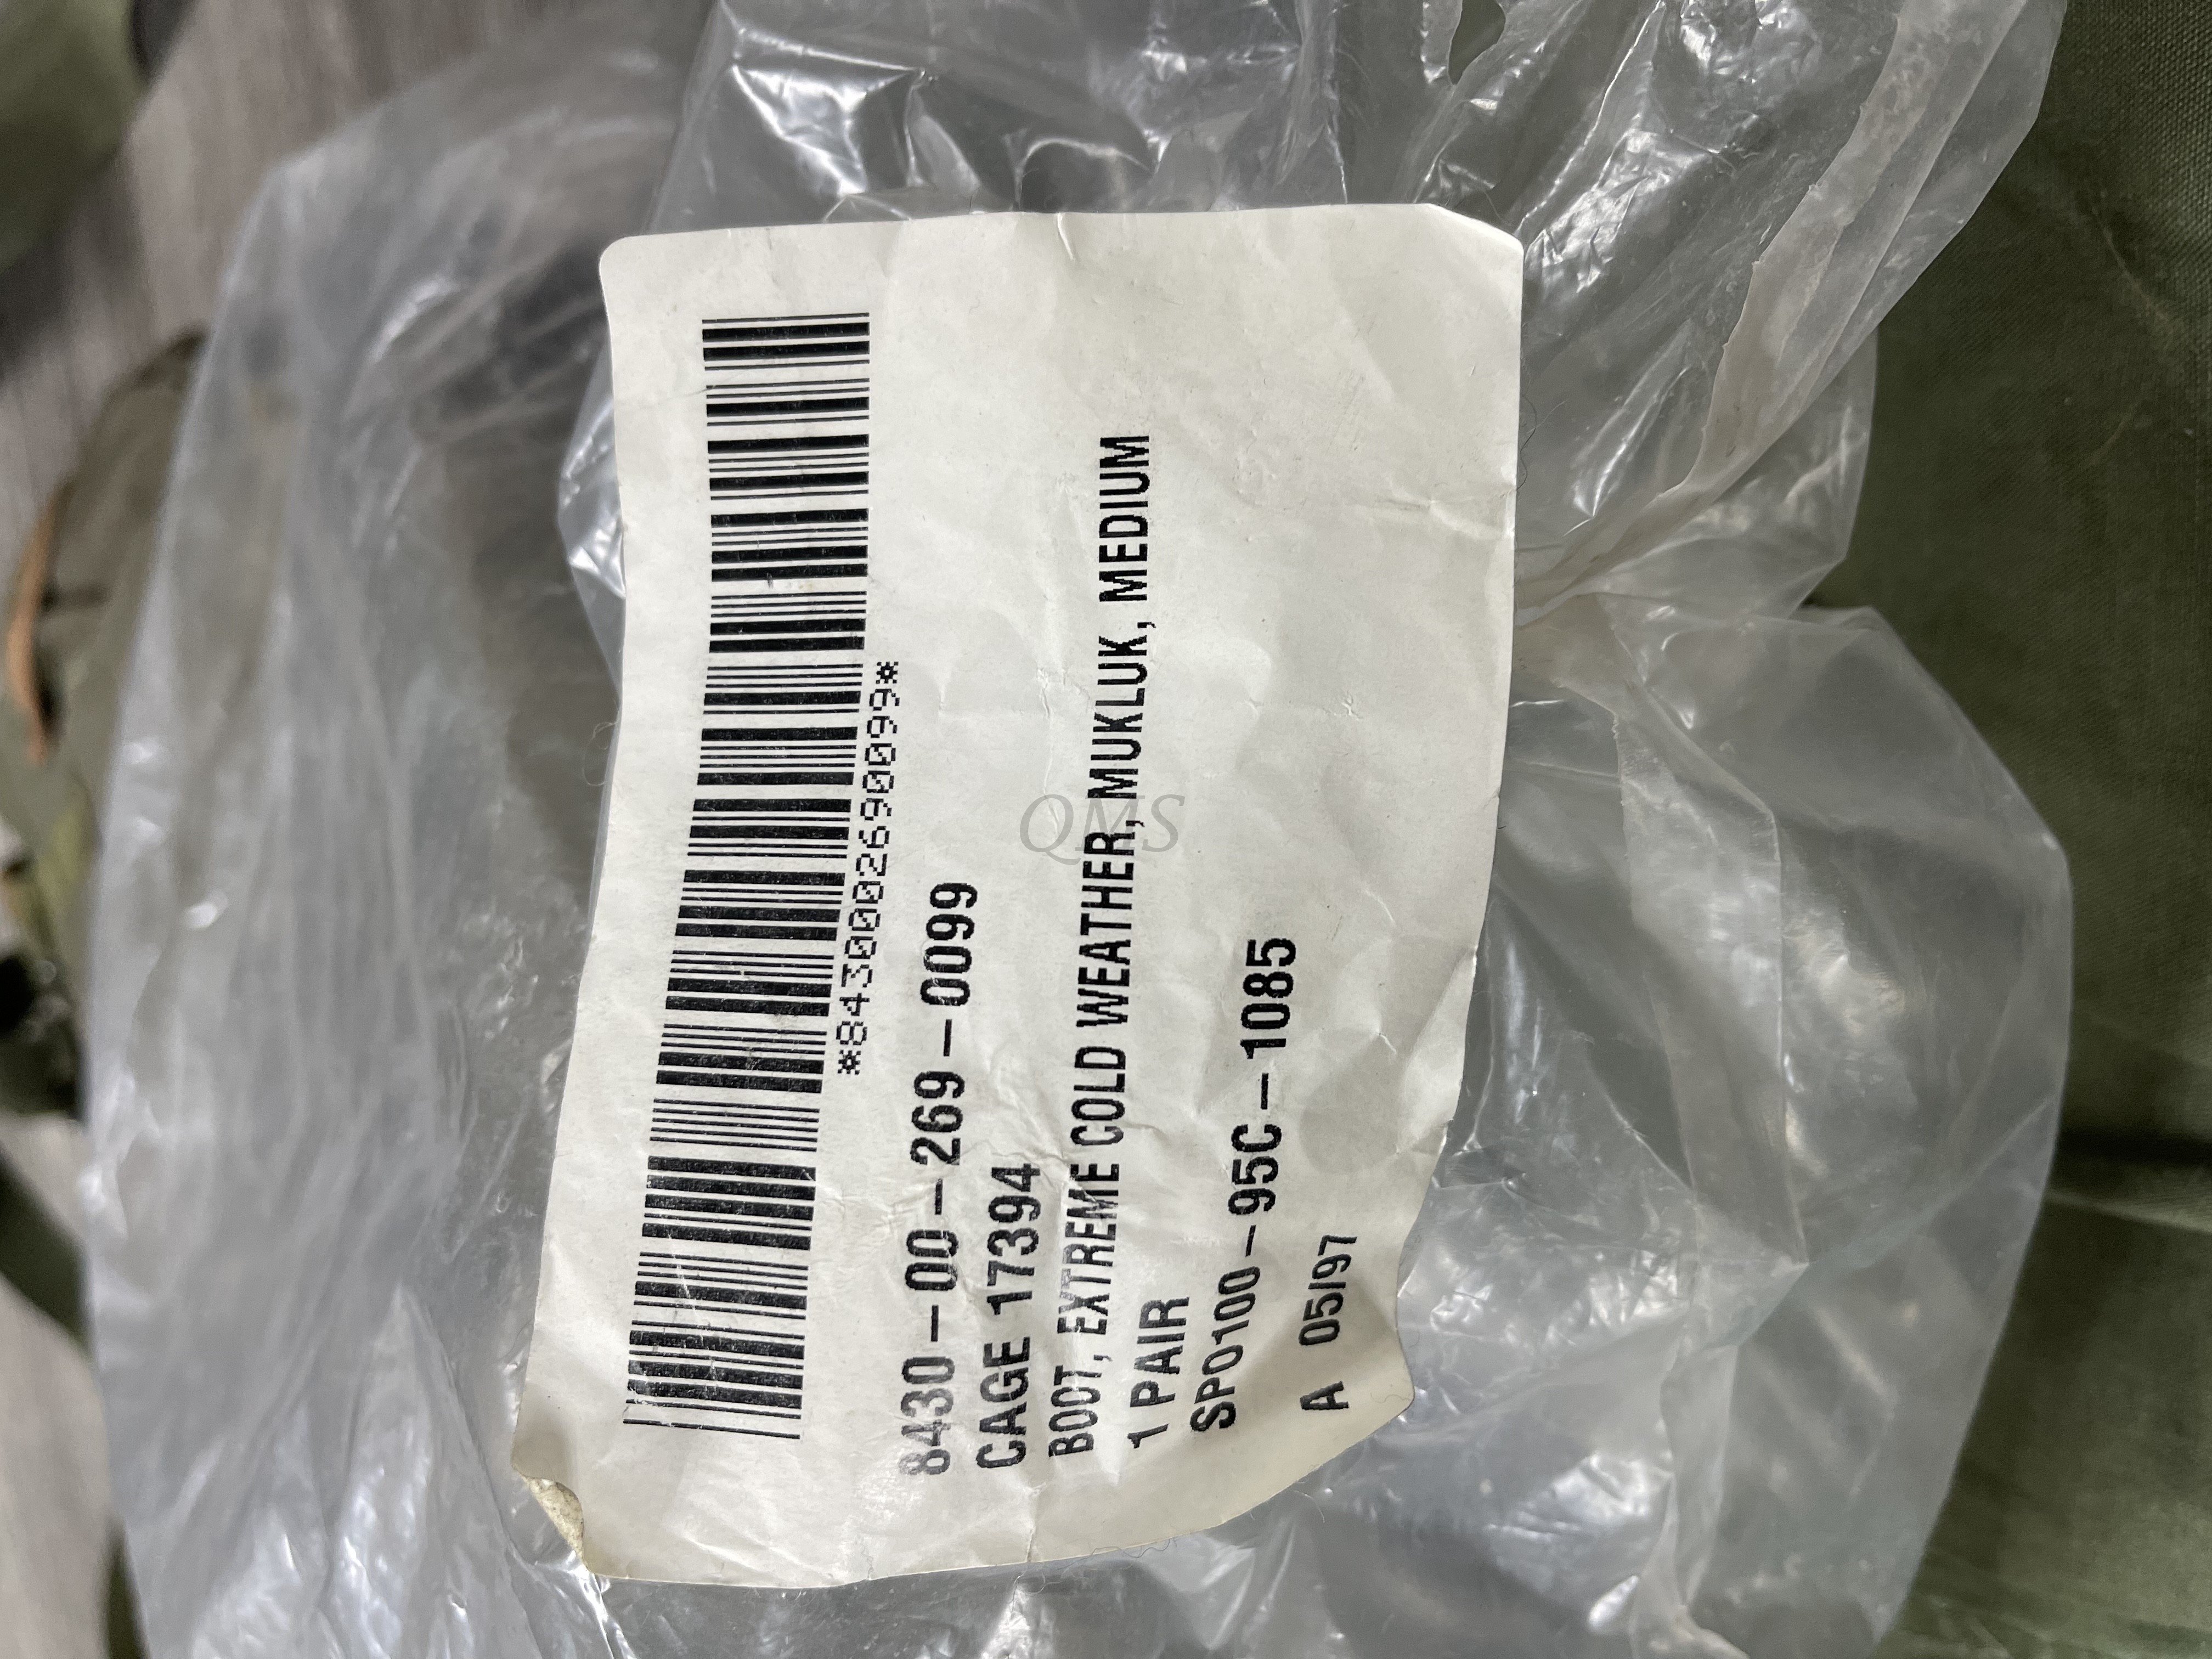 *8430002690099*
8430-00-269-0099
CAGE 17394
BOOT, EXTREME COLD WEATHER, MUKLUK, MEDIUM
1 PAIR
SPO100-95C-1085
A 05/97
QMS